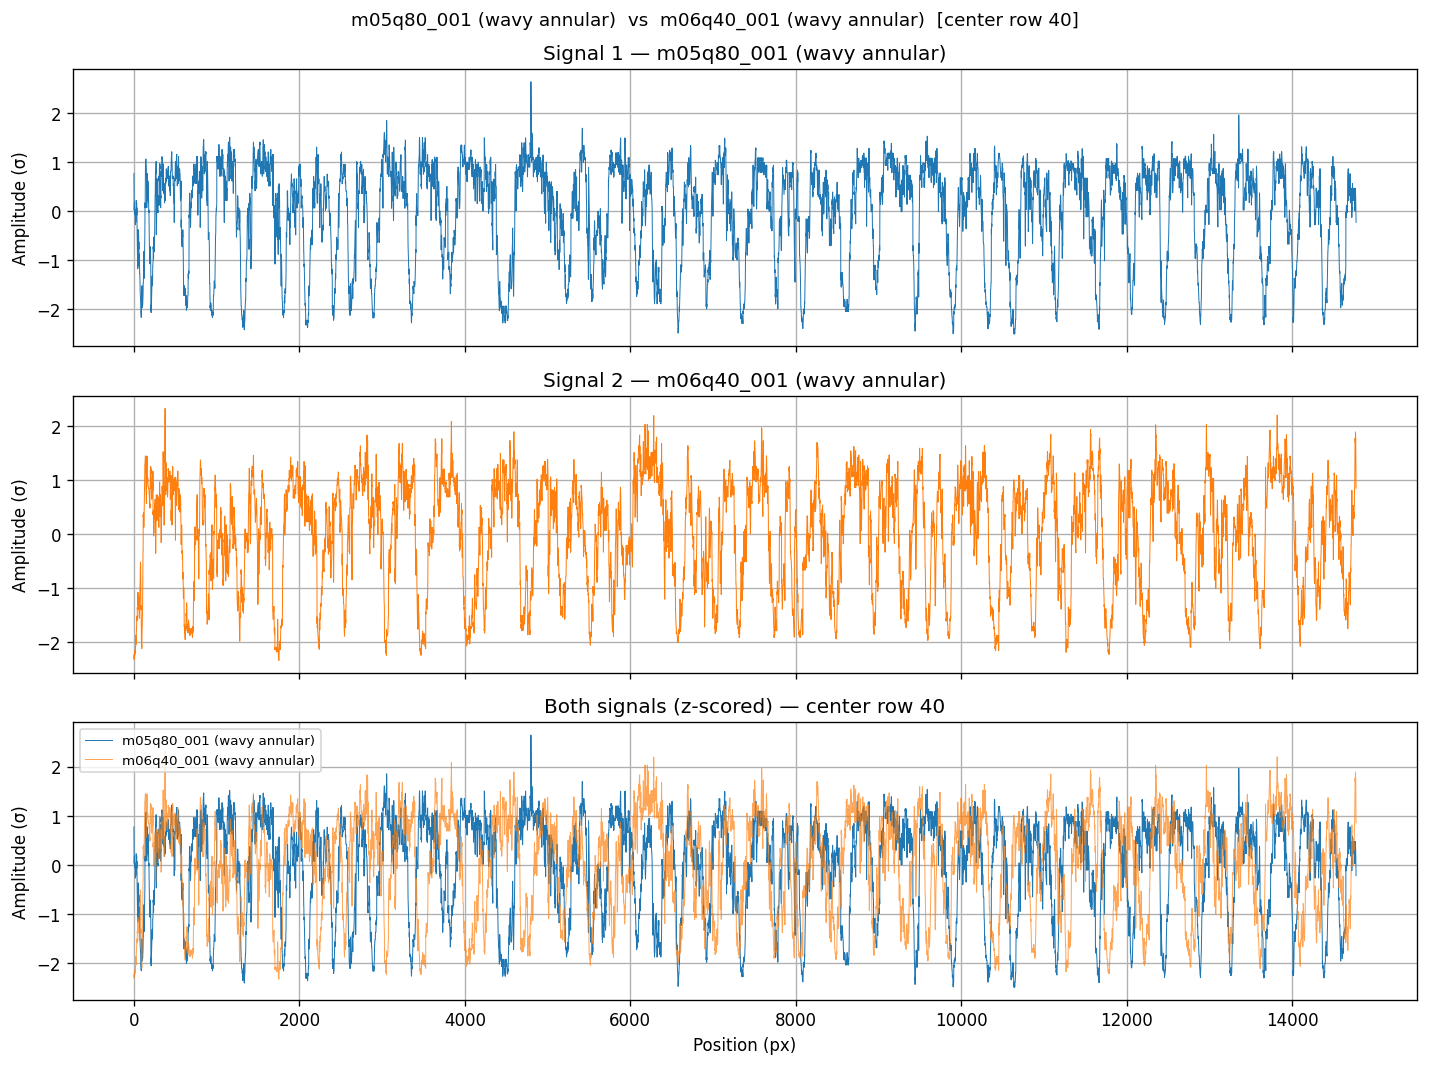 m05q80_001 (wavy annular)  vs  m06q40_001 (wavy annular)  [center row 40]
Signal 1 — m05q80_001 (wavy annular)
Amplitude (σ)
2
1
0
−1
−2
Signal 2 — m06q40_001 (wavy annular)
Amplitude (σ)
2
1
0
−1
−2
Both signals (z-scored) — center row 40
m05q80_001 (wavy annular)
m06q40_001 (wavy annular)
Amplitude (σ)
2
1
0
−1
−2
0 2000 4000 6000 8000 10000 12000 14000
Position (px)